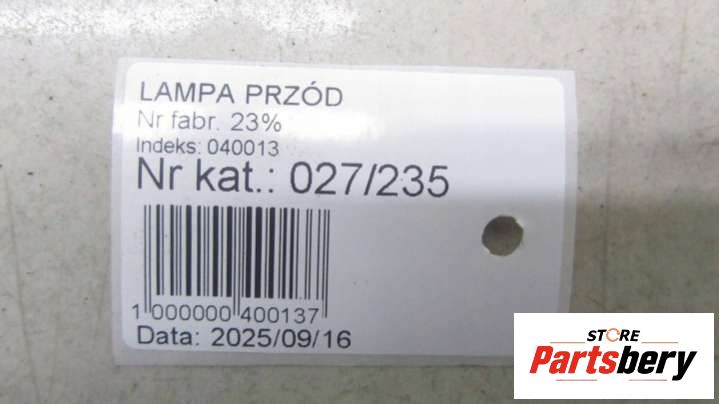 LAMPA PRZÓD
Nr fabr. 23%
Indeks: 040013
Nr kat.: 027/235
1 000000 400137
Data: 2025/09/16
STORE
Partsbery